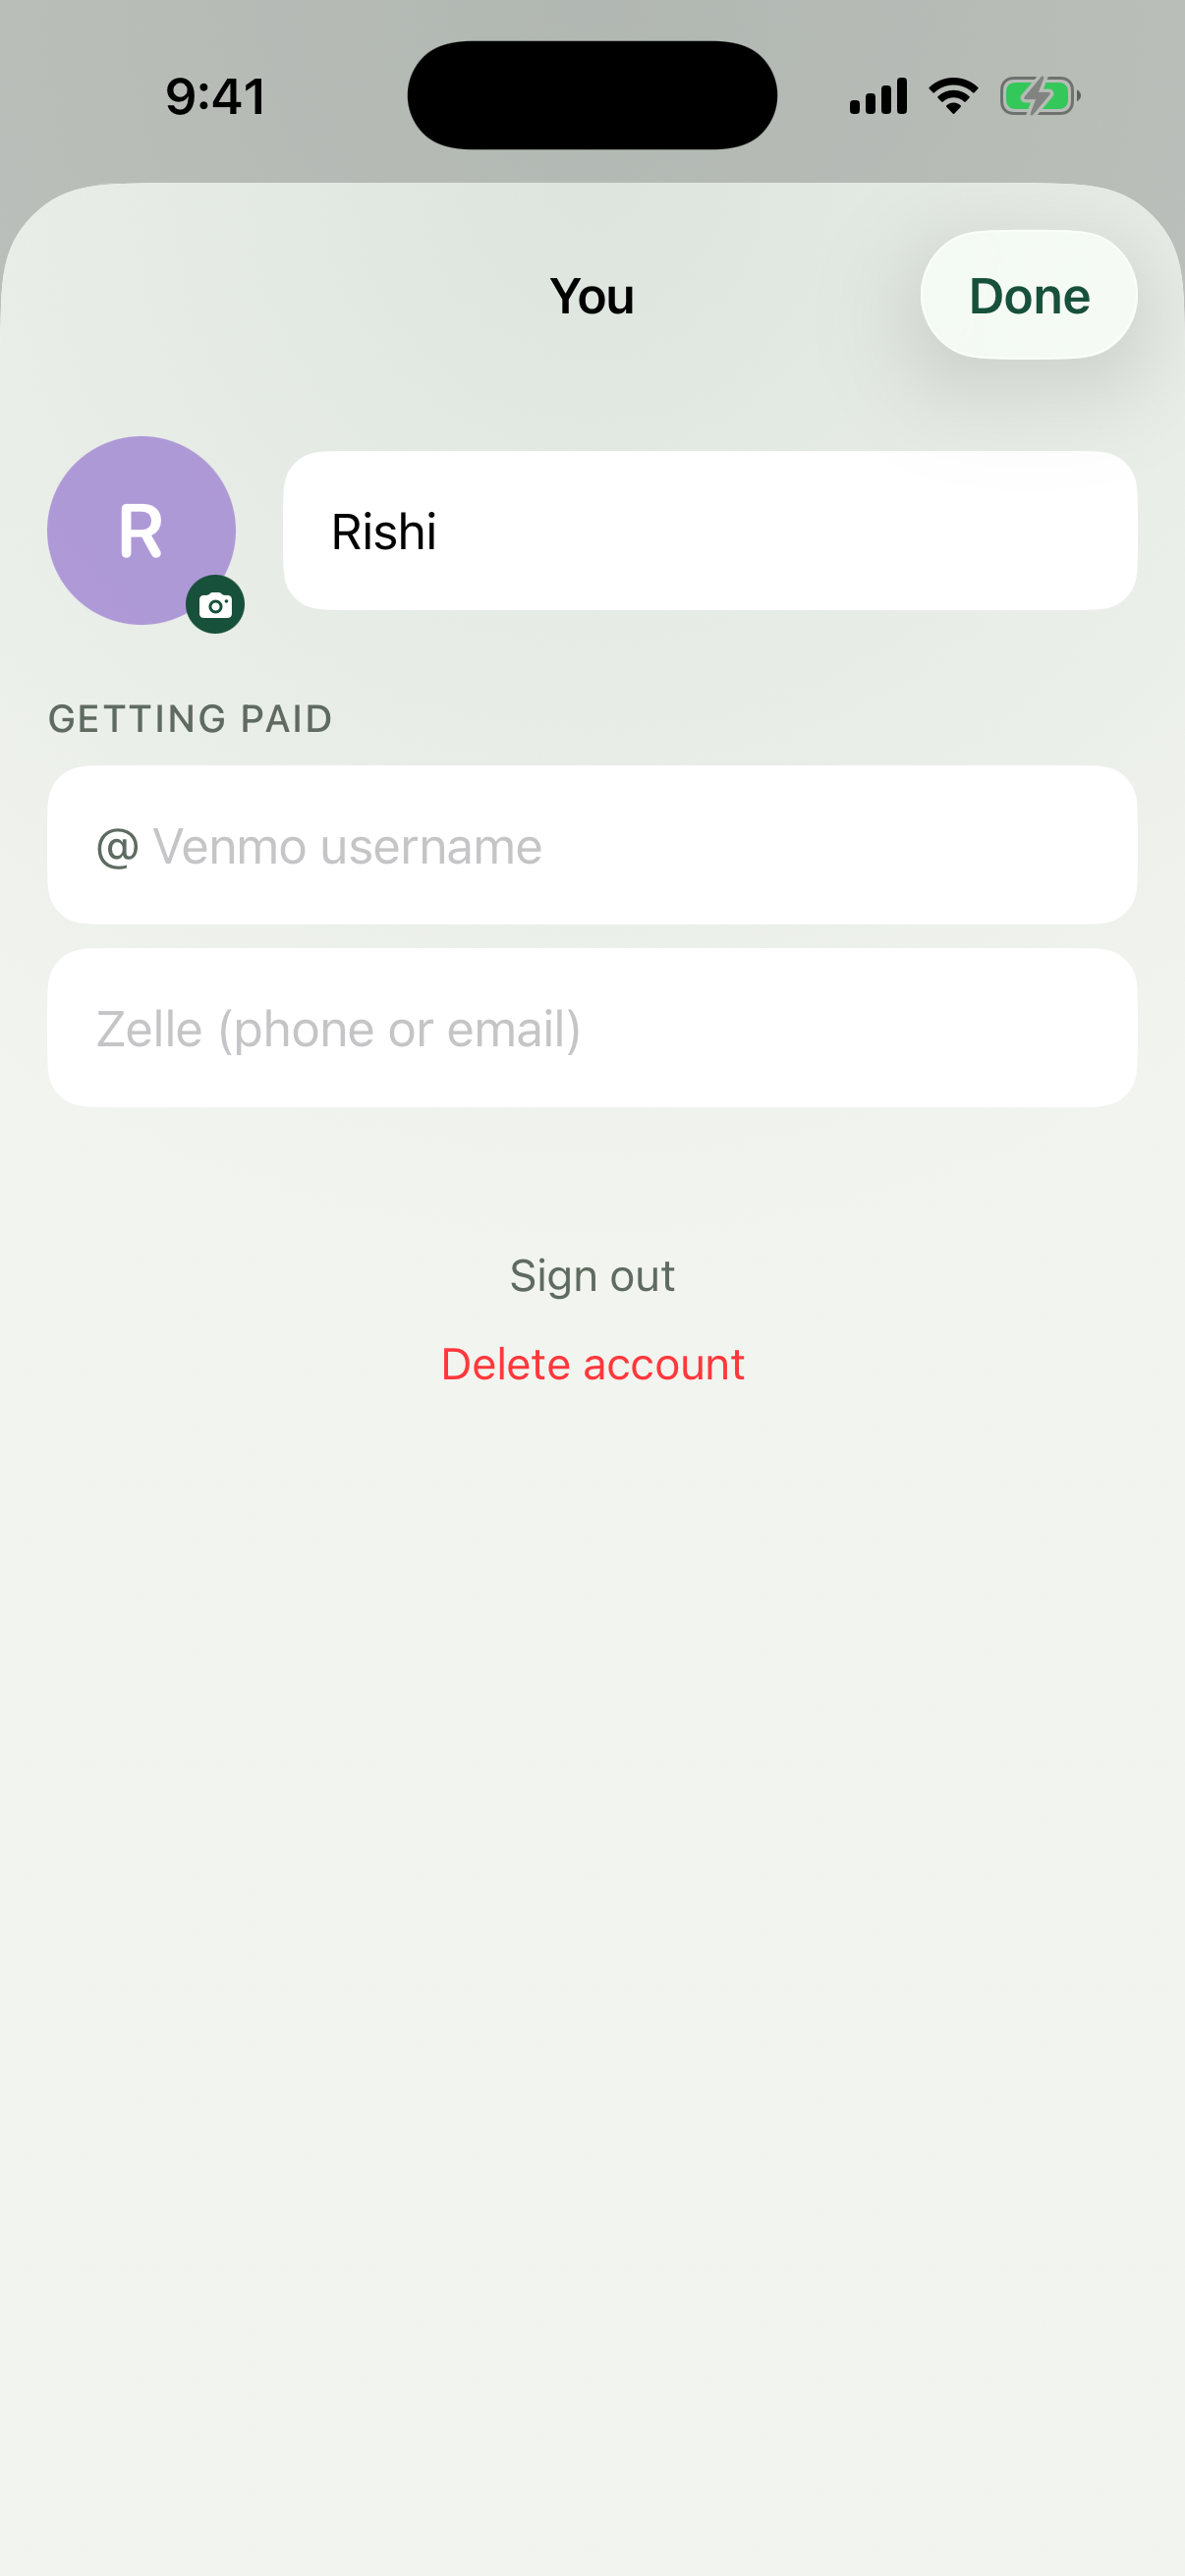 9:41
You
Done
R
Rishi
GETTING PAID
@ Venmo username
Zelle (phone or email)
Sign out
Delete account